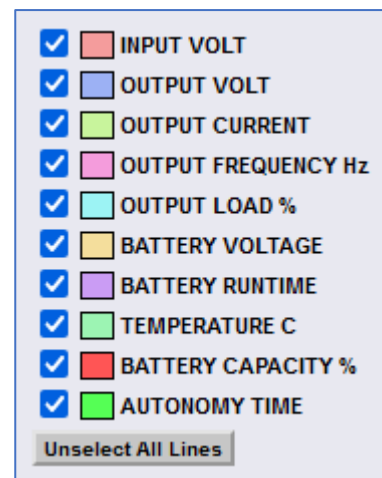 INPUT VOLT
OUTPUT VOLT
OUTPUT CURRENT
OUTPUT FREQUENCY Hz
OUTPUT LOAD %
BATTERY VOLTAGE
BATTERY RUNTIME
TEMPERATURE C
BATTERY CAPACITY %
AUTONOMY TIME
Unselect All Lines